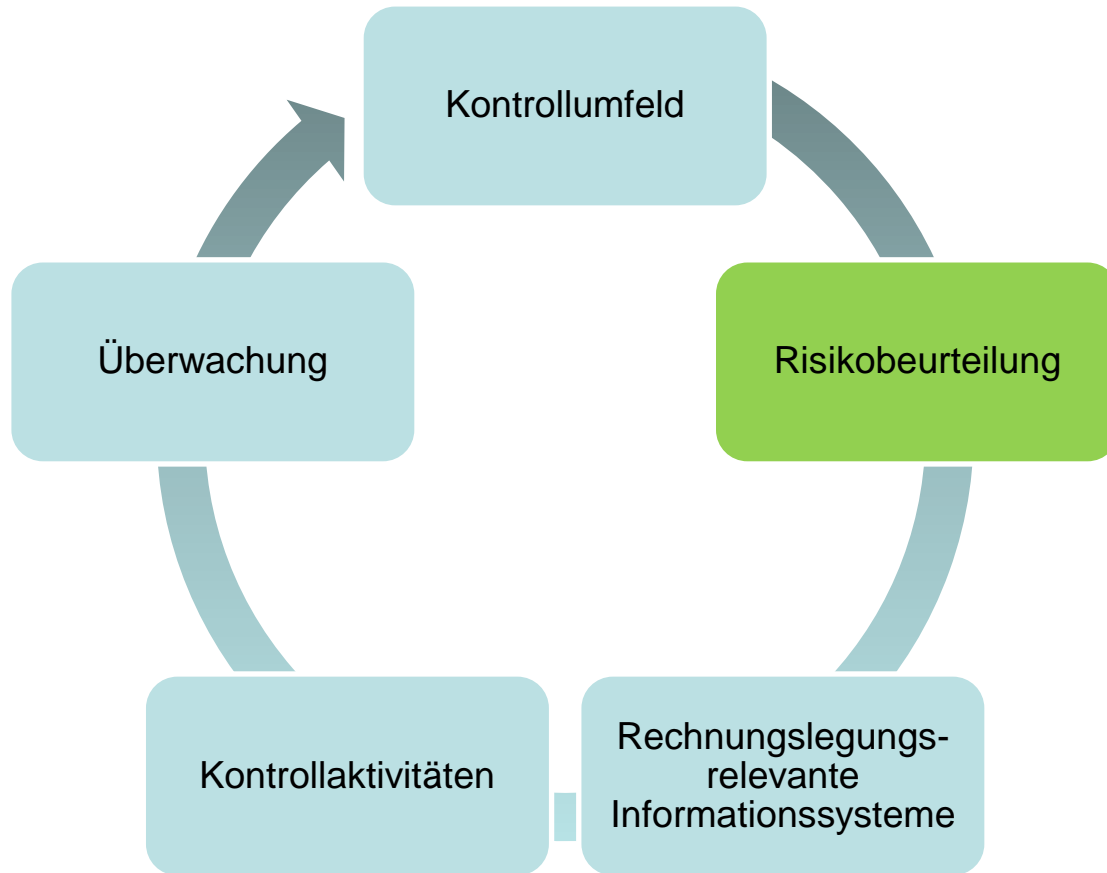 Kontrollumfeld
Überwachung
Risikobeurteilung
Kontrollaktivitäten
Rechnungslegungs-
relevante
Informationssysteme